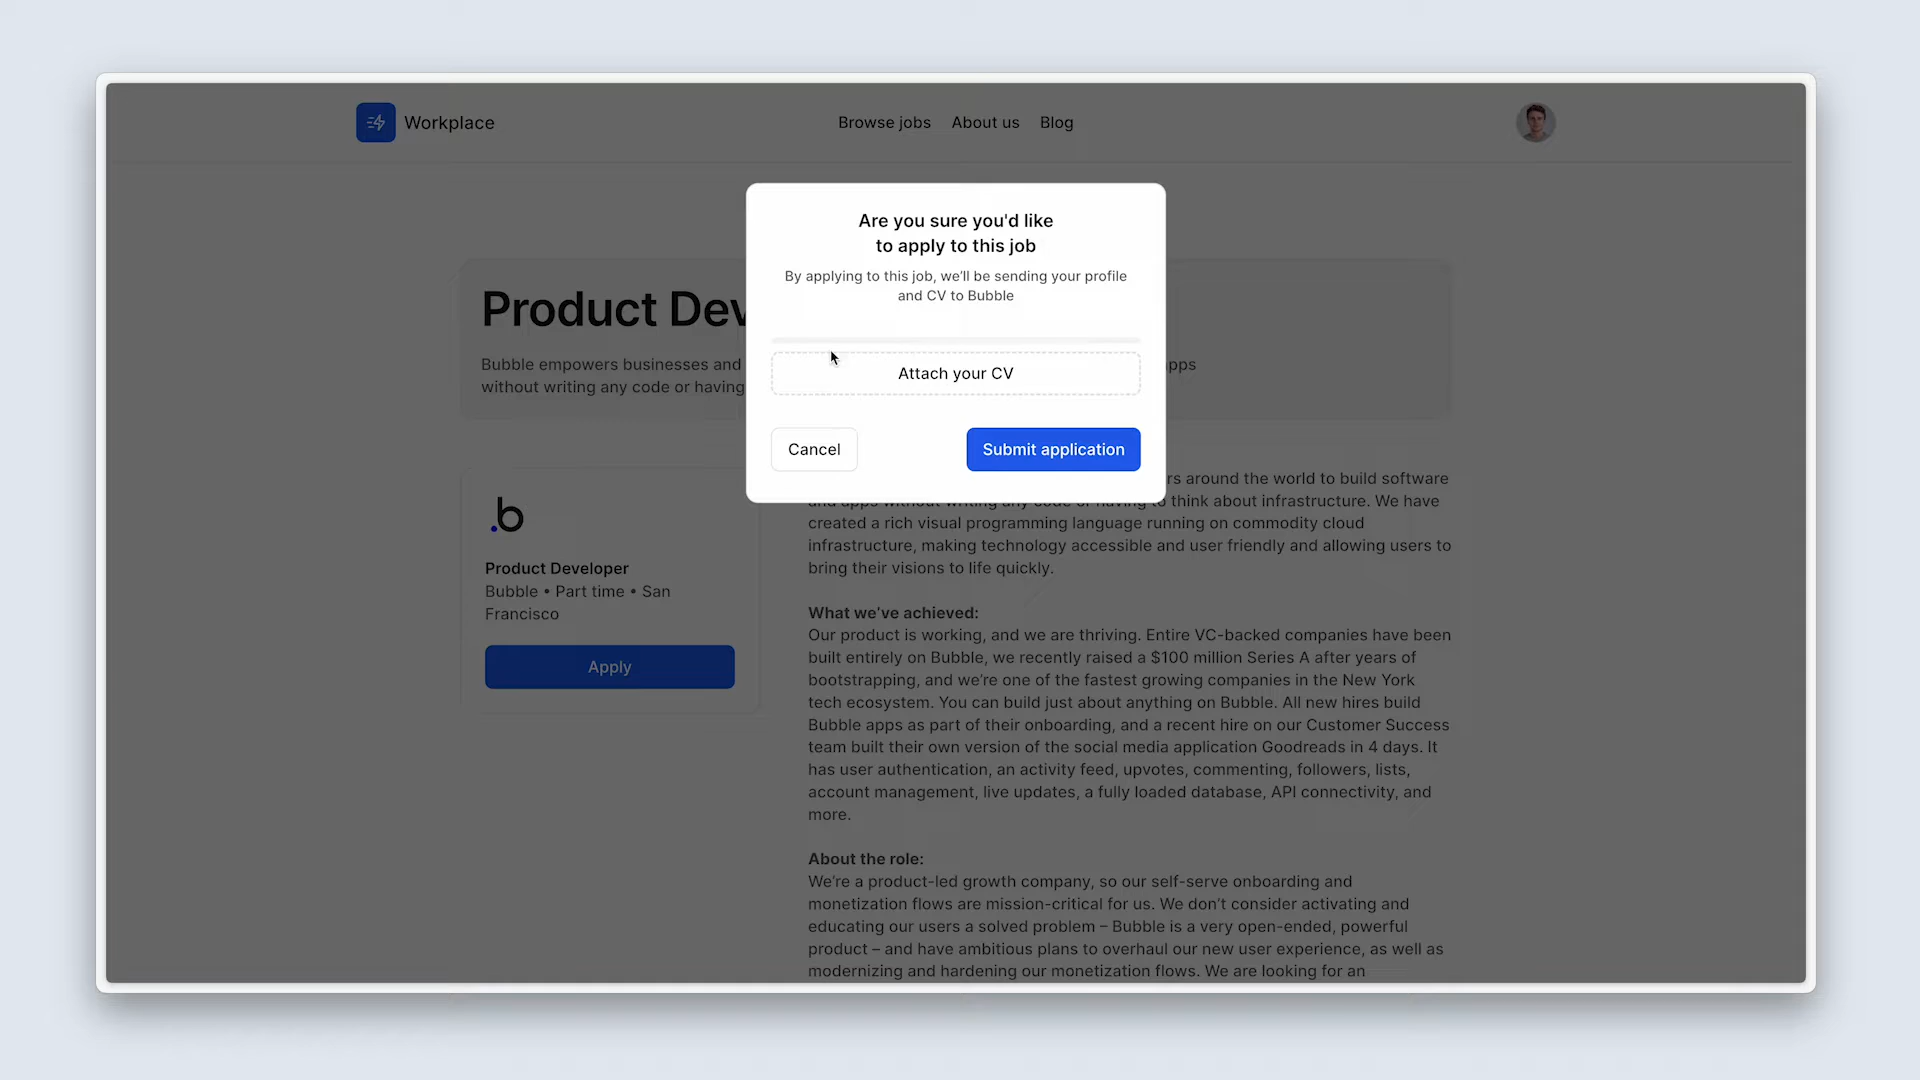 Workplace
Browse jobs
About us
Blog
Are you sure you'd like
to apply to this job
By applying to this job, we'll be sending your profile
and CV to Bubble
Attach your CV
Cancel
Submit application
Product Dev
Bubble empowers businesses and
pps
without writing any code or having
.b
Product Developer
Bubble • Part time • San
Francisco
Apply
rs around the world to build software
and apps without writing any code or having to think about infrastructure. We have
created a rich visual programming language running on commodity cloud
infrastructure, making technology accessible and user friendly and allowing users to
bring their visions to life quickly.
What we've achieved:
Our product is working, and we are thriving. Entire VC-backed companies have been
built entirely on Bubble, we recently raised a $100 million Series A after years of
bootstrapping, and we're one of the fastest growing companies in the New York
tech ecosystem. You can build just about anything on Bubble. All new hires build
Bubble apps as part of their onboarding, and a recent hire on our Customer Success
team built their own version of the social media application Goodreads in 4 days. It
has user authentication, an activity feed, upvotes, commenting, followers, lists,
account management, live updates, a fully loaded database, API connectivity, and
more.
About the role:
We're a product-led growth company, so our self-serve onboarding and
monetization flows are mission-critical for us. We don't consider activating and
educating our users a solved problem – Bubble is a very open-ended, powerful
product – and have ambitious plans to overhaul our new user experience, as well as
modernizing and hardening our monetization flows. We are looking for an